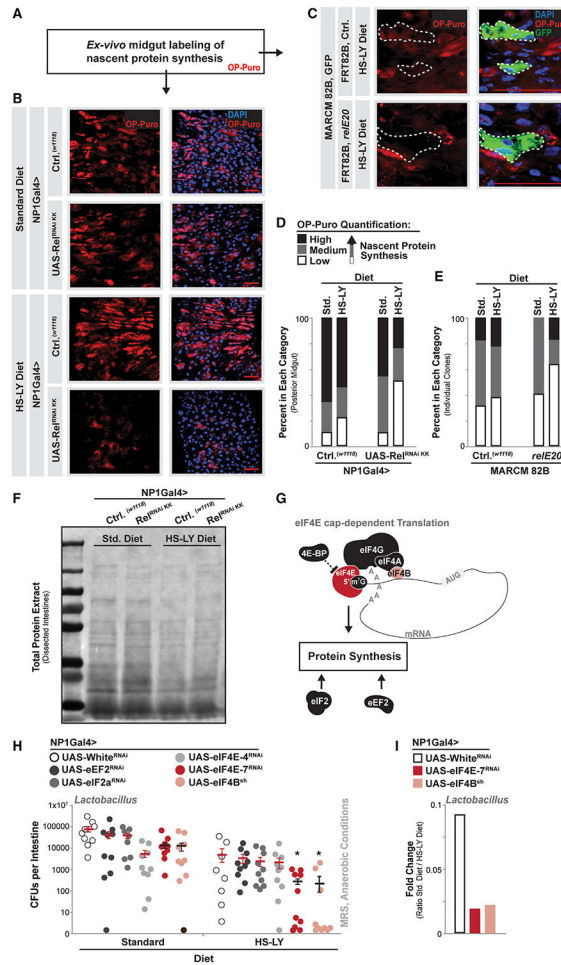 A
Ex-vivo midgut labeling of
nascent protein synthesis
OP-Puro
B
OP-Puro
DAPI
OP-Puro
Standard Diet
NP1Gal4>
Ctrl.(w1118)
UAS-RelRNAi KK
HS-LY Diet
NP1Gal4>
Ctrl.(w1118)
UAS-RelRNAi KK
C
OP-Puro
DAPI
OP-Puro
GFP
MARCM 82B, GFP
FRT82B, Ctrl.
HS-LY Diet
FRT82B, relE20
HS-LY Diet
D
OP-Puro Quantification:
High
Medium
Low
Nascent Protein
Synthesis
Diet
Std.
HS-LY
Std.
HS-LY
100
0
Percent in Each Category
(Posterior Midgut)
Ctrl.(w1118)
UAS-RelRNAi KK
NP1Gal4>
E
Diet
Std.
HS-LY
Std.
HS-LY
100
0
Percent in Each Category
(Individual Clones)
Ctrl.(w1118)
relE20
MARCM 82B
F
NP1Gal4>
Ctrl.(w1118)
RelRNAi KK
Ctrl.(w1118)
RelRNAi KK
Std. Diet
HS-LY Diet
Total Protein Extract
(Dissected Intestines)
G
eIF4E cap-dependent Translation
4E-BP
eIF4G
eIF4A
eIF4E
eIF4B
5'
m7G
A
A
A
A
A
AUG
mRNA
Protein Synthesis
eIF2
eEF2
H
NP1Gal4>
UAS-WhiteRNAi
UAS-eEF2RNAi
UAS-eIF2aRNAi
UAS-eIF4E-4RNAi
UAS-eIF4E-7RNAi
UAS-eIF4Bsh
Lactobacillus
CFUs per Intestine
1x10⁷
100000
10000
1000
100
10
0
* *
MRS, Anaerobic Conditions
Standard
HS-LY
Diet
I
NP1Gal4>
UAS-WhiteRNAi
UAS-eIF4E-7RNAi
UAS-eIF4Bsh
Lactobacillus
0.1
0.05
0
Fold Change
(Ratio Std. Diet / HS-LY Diet)